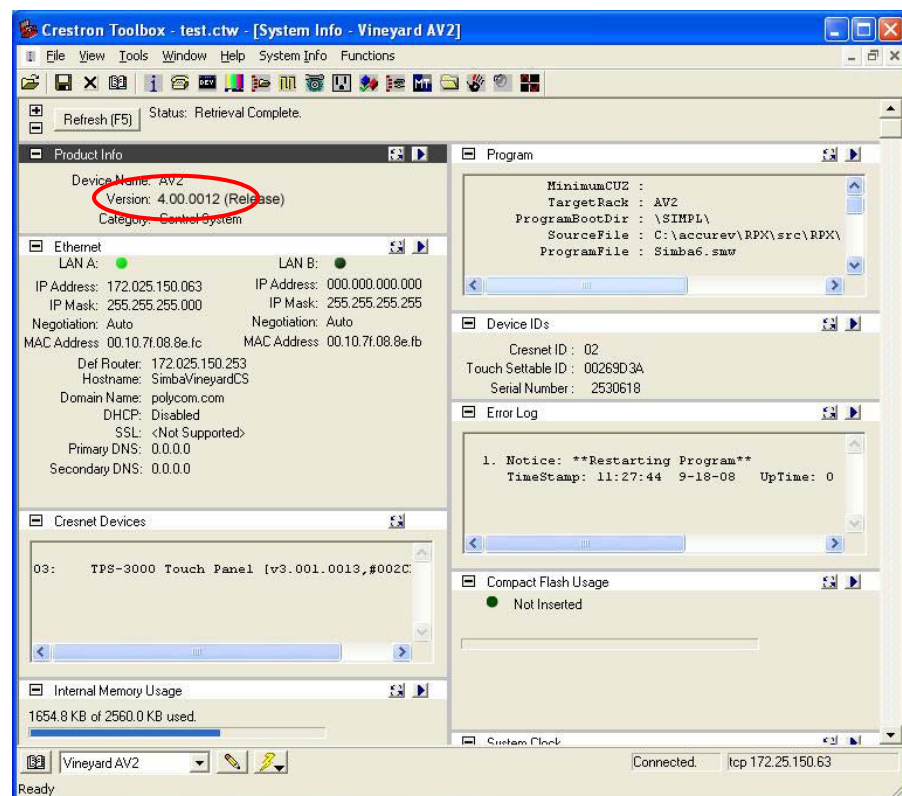 Crestron Toolbox - test.ctw - [System Info - Vineyard AV2]
File View Tools Window Help System Info Functions
Refresh (F5) Status: Retrieval Complete.
Product Info
Device Name: AV2
Version: 4.00.0012 (Release)
Category: Control System
Ethernet
LAN A: LAN B:
IP Address: 172.025.150.063 IP Address: 000.000.000.000
IP Mask: 255.255.255.000 IP Mask: 255.255.255.255
Negotiation: Auto Negotiation: Auto
MAC Address 00.10.7f.08.8e.fc MAC Address 00.10.7f.08.8e.fb
Def Router: 172.025.150.253
Hostname: SimbaVineyardCS
Domain Name: polycom.com
DHCP: Disabled
SSL: <Not Supported>
Primary DNS: 0.0.0.0
Secondary DNS: 0.0.0.0
Cresnet Devices
03: TPS-3000 Touch Panel [v3.001.0013,#002C
Internal Memory Usage
1654.8 KB of 2560.0 KB used.
Program
MinimumCUZ :
TargetRack : AV2
ProgramBootDir : \SIMPL\
SourceFile : C:\accurev\RPX\src\RPX\
ProgramFile : Simba6.smw
Device IDs
Cresnet ID : 02
Touch Settable ID : 00269D3A
Serial Number : 2530618
Error Log
1. Notice: **Restarting Program**
TimeStamp: 11:27:44 9-18-08 UpTime: 0
Compact Flash Usage
Not Inserted
System Clock
Vineyard AV2 Connected. tcp 172.25.150.63
Ready